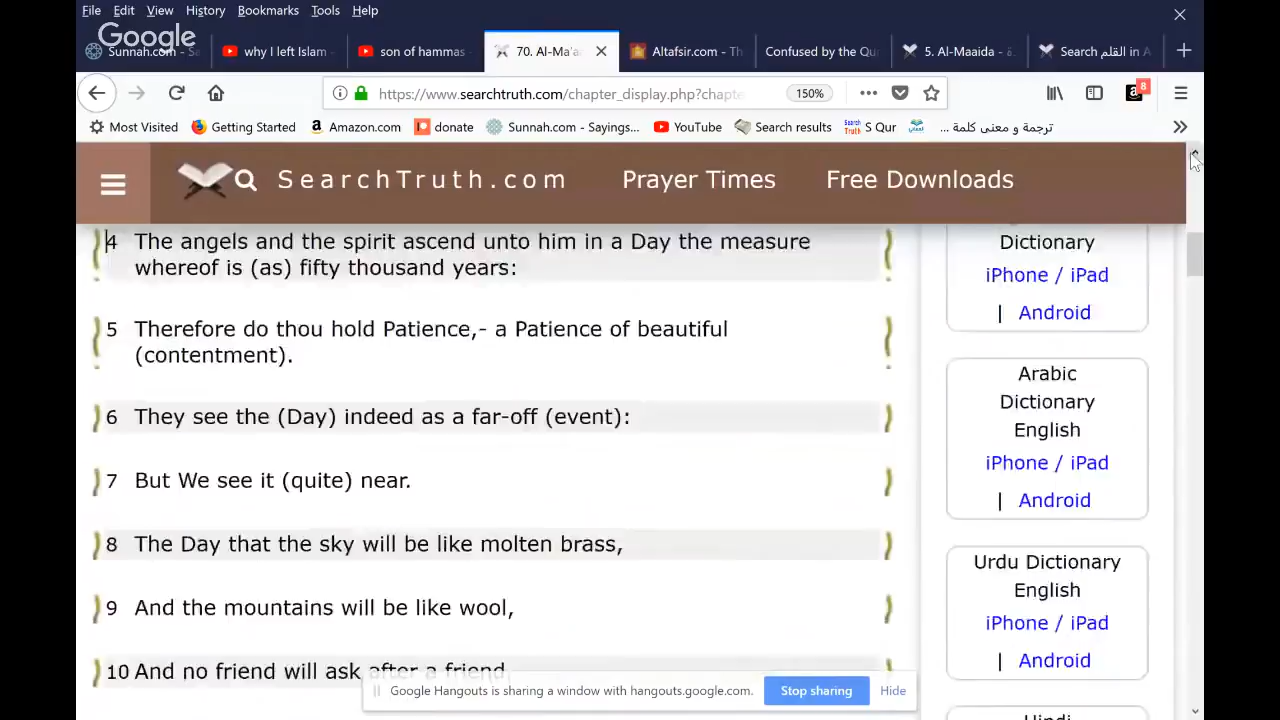 File Edit View History Bookmarks Tools Help
Google
Sunnah.com - Sa
why I left Islam -
son of hammas
70. Al-Ma'a
Altafsir.com - Th
Confused by the Qu
5. Al-Maaida - ة
Search القلم in A
https://www.searchtruth.com/chapter_display.php?chapte
150%
8
Most Visited
Getting Started
Amazon.com
donate
Sunnah.com - Sayings,...
YouTube
Search results
Search Truth
S Qur
ترجمة و معنى كلمة ...
SearchTruth.com
Prayer Times
Free Downloads
4 The angels and the spirit ascend unto him in a Day the measure
whereof is (as) fifty thousand years:
5 Therefore do thou hold Patience,- a Patience of beautiful
(contentment).
6 They see the (Day) indeed as a far-off (event):
7 But We see it (quite) near.
8 The Day that the sky will be like molten brass,
9 And the mountains will be like wool,
10 And no friend will ask after a friend,
Dictionary
iPhone / iPad
| Android
Arabic
Dictionary
English
iPhone / iPad
| Android
Urdu Dictionary
English
iPhone / iPad
| Android
Hindi
Google Hangouts is sharing a window with hangouts.google.com.
Stop sharing
Hide